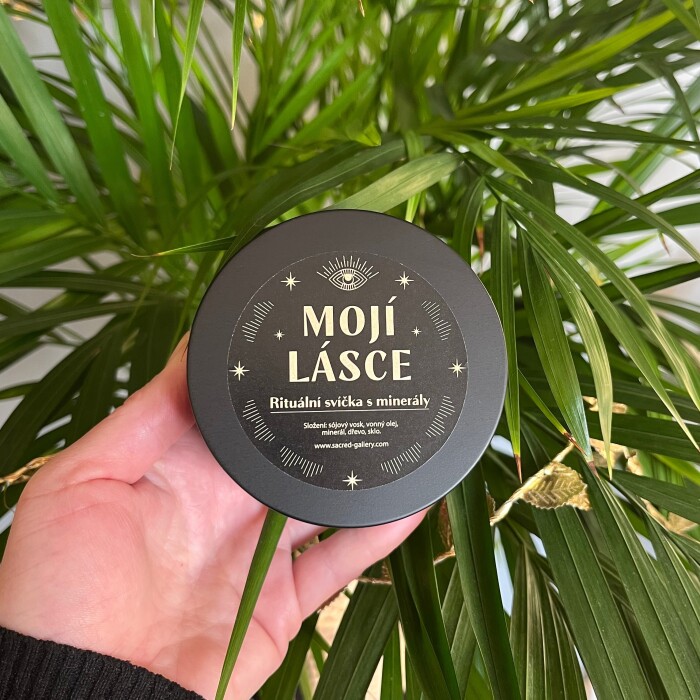 MOJÍ
LÁSCE
Rituální svíčka s minerály
Složení: sójový vosk, vonný olej,
minerál, dřevo, sklo.
www.sacred-gallery.com